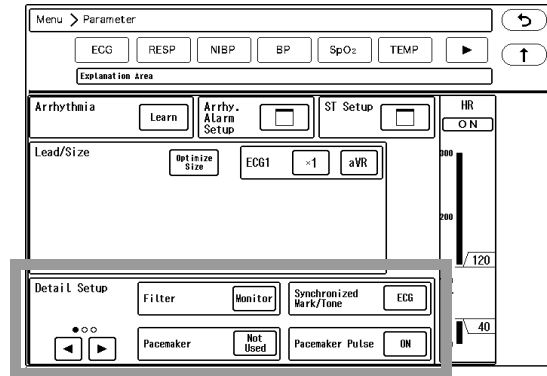 Menu > Parameter
ECG RESP NIBP BP SpO2 TEMP
Explanation Area
Arrhythmia
Learn
Arrhy.
Alarm
Setup
ST Setup
HR
ON
Lead/Size
Optimize
Size
ECG1
×1
aVR
300
200
120
40
Detail Setup
Filter
Monitor
Synchronized
Mark/Tone
ECG
Pacemaker
Not
Used
Pacemaker Pulse
ON